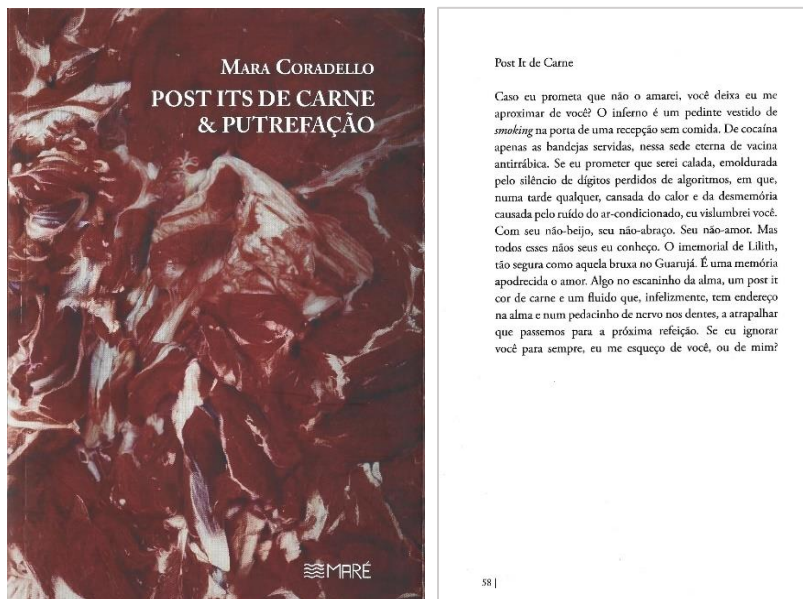 MARA CORADELLO
POST ITS DE CARNE
& PUTREFAÇÃO
MARÉ
Post It de Carne
Caso eu prometa que não o amarei, você deixa eu me
aproximar de você? O inferno é um pedinte vestido de
smoking na porta de uma recepção sem comida. De cocaína
apenas as bandejas servidas, nessa sede eterna de vacina
antirrábica. Se eu prometer que serei calada, emoldurada
pelo silêncio de dígitos perdidos de algoritmos, em que,
numa tarde qualquer, cansada do calor e da desmemória
causada pelo ruído do ar-condicionado, eu vislumbrei você.
Com seu não-beijo, seu não-abraço. Seu não-amor. Mas
todos esses nãos seus eu conheço. O imemorial de Lilith,
tão segura como aquela bruxa no Guarujá. É uma memória
apodrecida o amor. Algo no escaninho da alma, um post it
cor de carne e um fluido que, infelizmente, tem endereço
na alma e num pedacinho de nervo nos dentes, a atrapalhar
que passemos para a próxima refeição. Se eu ignorar
você para sempre, eu me esqueço de você, ou de mim?
58 |